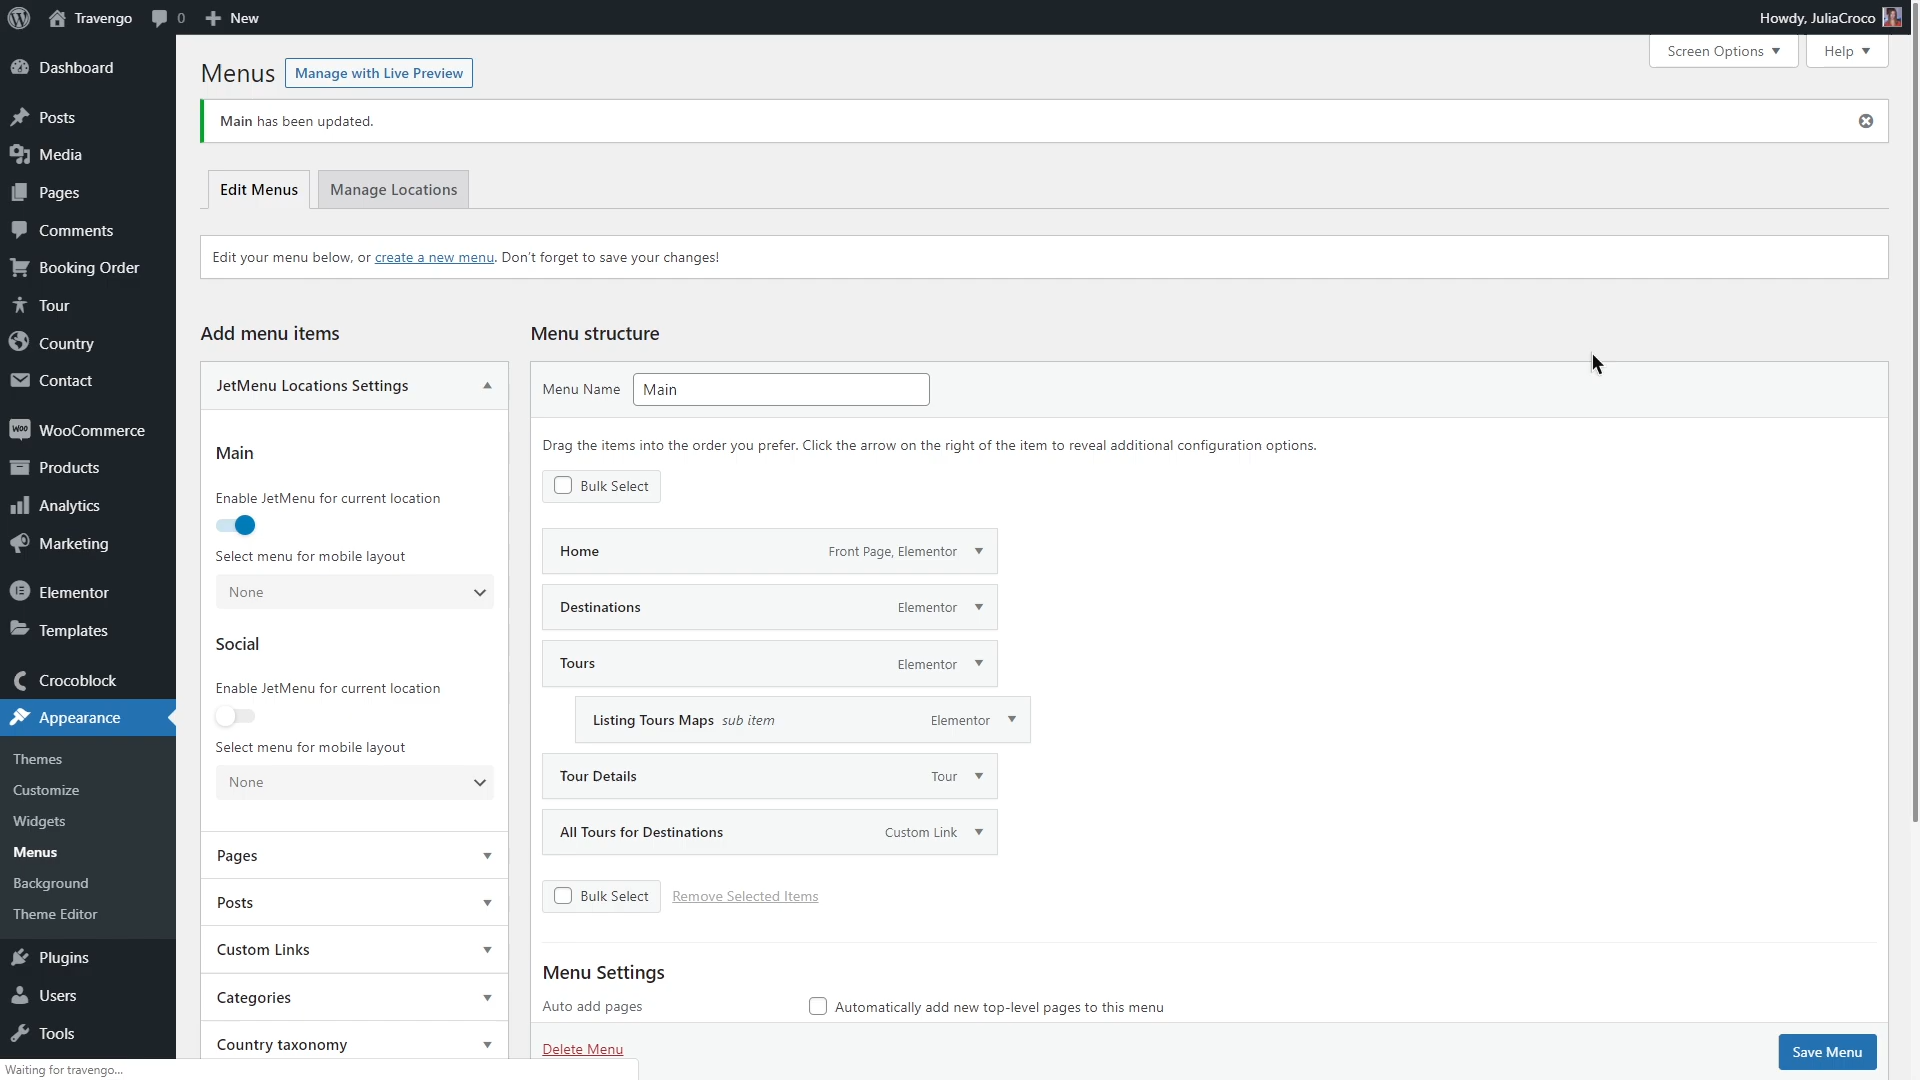 Travengo
0
New
Howdy, JuliaCroco
Dashboard
Posts
Media
Pages
Comments
Booking Order
Tour
Country
Contact
WooCommerce
Products
Analytics
Marketing
Elementor
Templates
Crocoblock
Appearance
Themes
Customize
Widgets
Menus
Background
Theme Editor
Plugins
Users
Tools
Screen Options
Help
Menus
Manage with Live Preview
Main has been updated.
Edit Menus
Manage Locations
Edit your menu below, or create a new menu. Don't forget to save your changes!
Add menu items
JetMenu Locations Settings
Main
Enable JetMenu for current location
Select menu for mobile layout
None
Social
Enable JetMenu for current location
Select menu for mobile layout
None
Pages
Posts
Custom Links
Categories
Country taxonomy
Menu structure
Menu Name
Main
Drag the items into the order you prefer. Click the arrow on the right of the item to reveal additional configuration options.
Bulk Select
Home Front Page, Elementor
Destinations Elementor
Tours Elementor
Listing Tours Maps sub item Elementor
Tour Details Tour
All Tours for Destinations Custom Link
Bulk Select Remove Selected Items
Menu Settings
Auto add pages Automatically add new top-level pages to this menu
Delete Menu
Save Menu
Waiting for travengo...